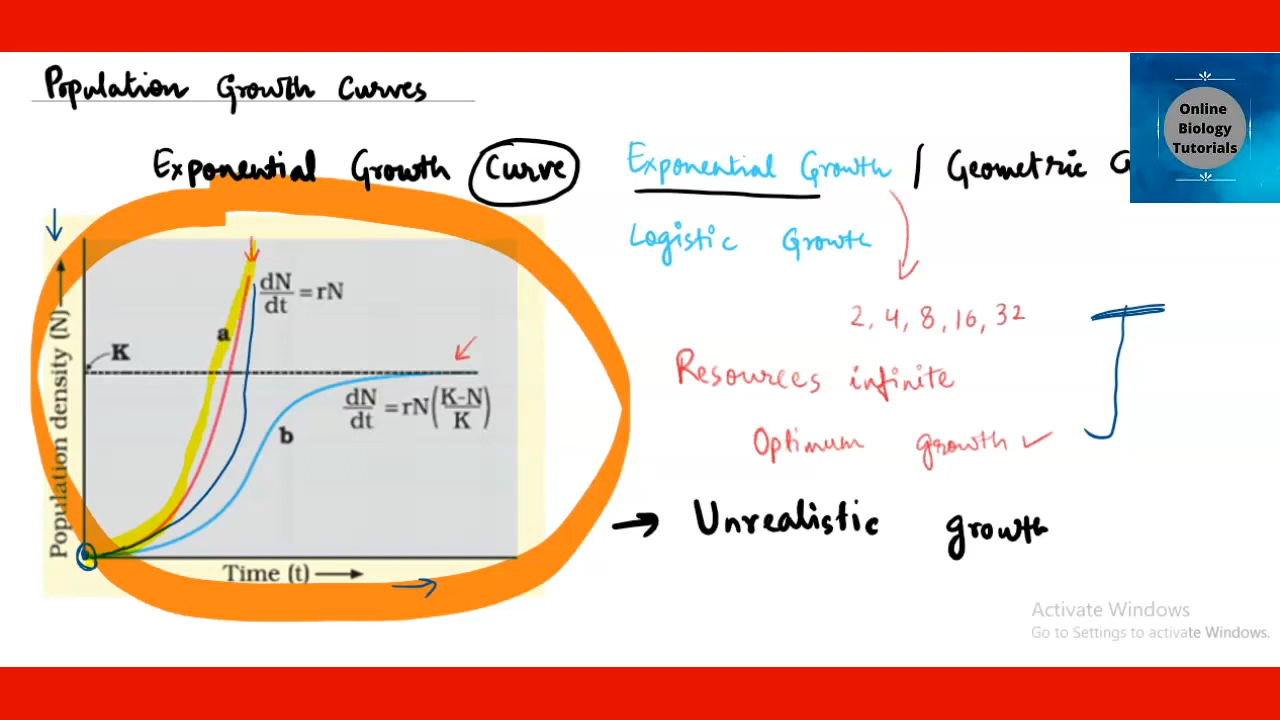 Population Growth Curves
Exponential Growth Curve
Exponential Growth / Geometric G
Logistic Growth
Online
Biology
Tutorials
2, 4, 8, 16, 32
Resources infinite
Optimum growth ✓
→ Unrealistic growth
J
Population density (N) →
K
a
dN/dt = rN
dN/dt = rN(K-N/K)
b
Time (t) →
Activate Windows
Go to Settings to activate Windows.